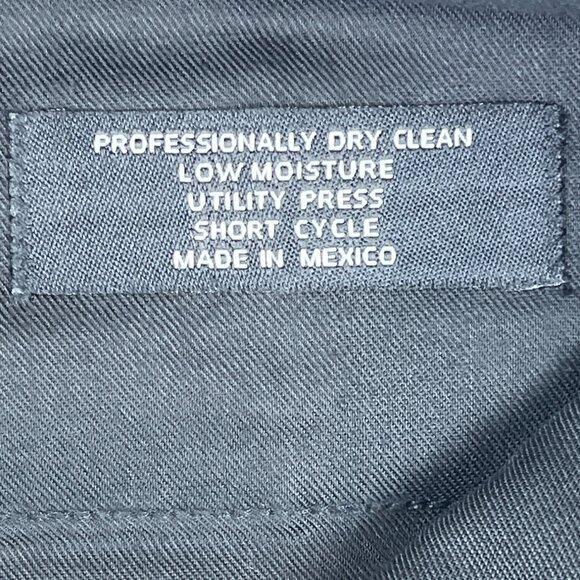 PROFESSIONALLY DRY CLEAN
LOW MOISTURE
UTILITY PRESS
SHORT CYCLE
MADE IN MEXICO